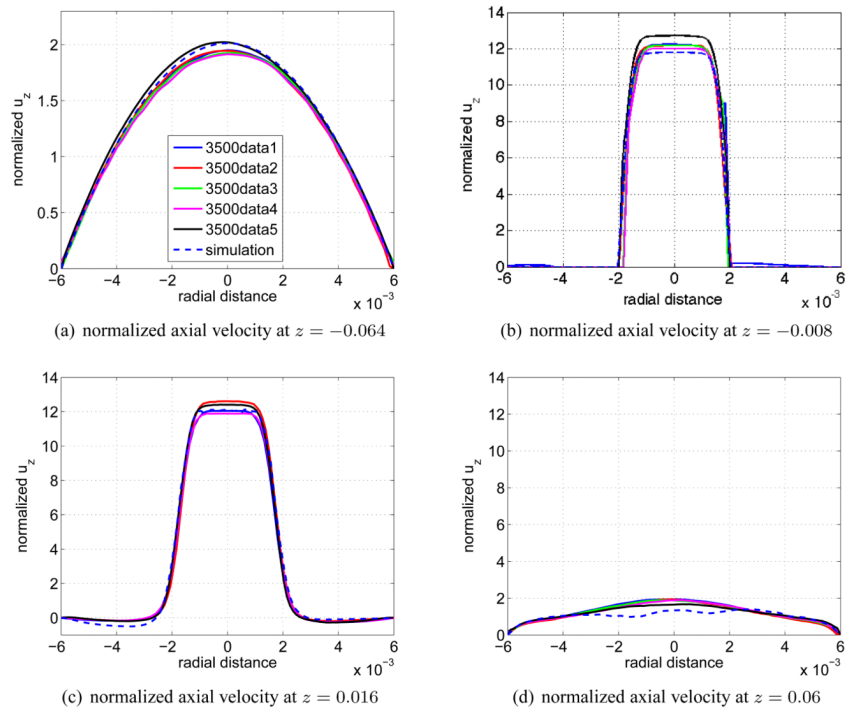 2
1.5
1
0.5
0
normalized u_z
3500data1
3500data2
3500data3
3500data4
3500data5
simulation
−6 −4 −2 0 2 4 6
radial distance
x 10^-3
(a) normalized axial velocity at z = −0.064
14
12
10
8
6
4
2
0
normalized u_z
-6 -4 -2 0 2 4 6
radial distance
x 10^-3
(b) normalized axial velocity at z = −0.008
14
12
10
8
6
4
2
0
normalized u_z
−6 −4 −2 0 2 4 6
radial distance
x 10^-3
(c) normalized axial velocity at z = 0.016
14
12
10
8
6
4
2
0
normalized u_z
−6 −4 −2 0 2 4 6
radial distance
x 10^-3
(d) normalized axial velocity at z = 0.06